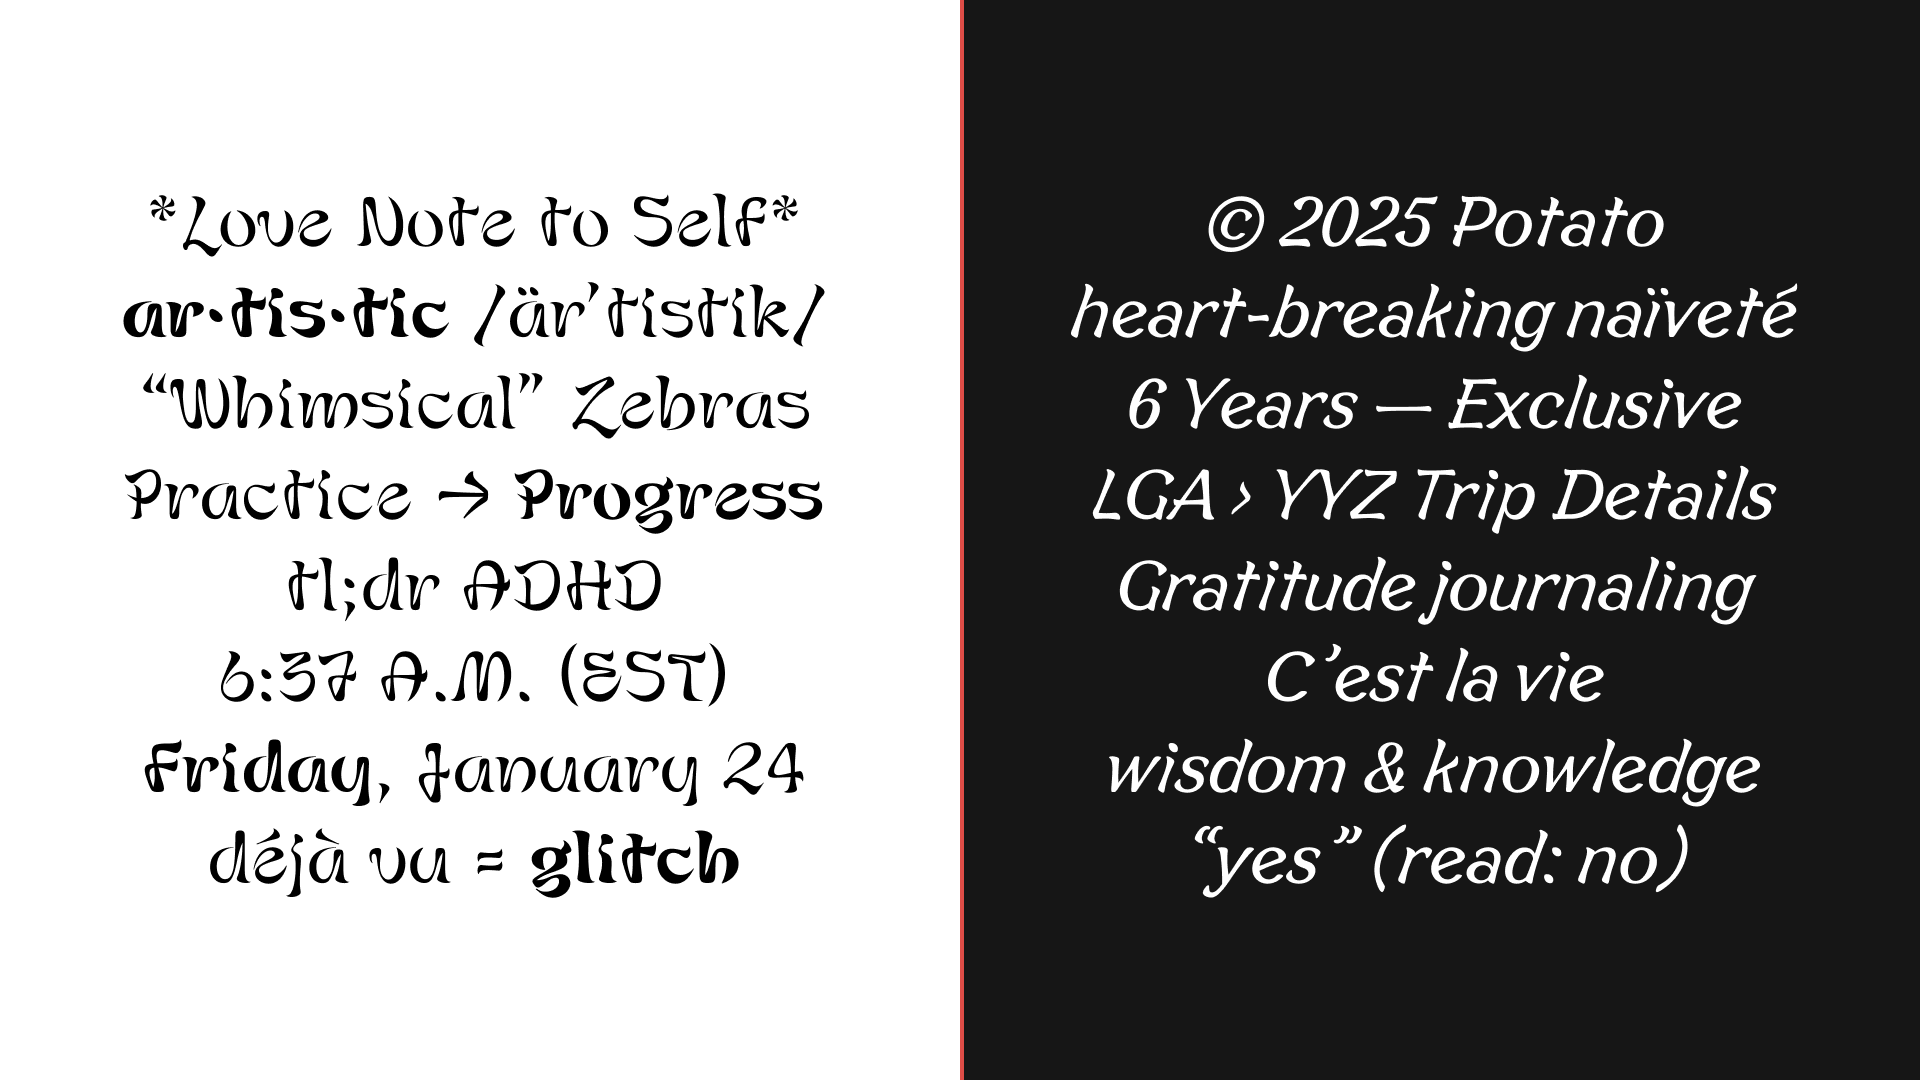 *Love Note to Self*
ar·tis·tic /är′tistik/
“Whimsical” Zebras
Practice → Progress
tl;dr ADHD
6:37 A.M. (EST)
Friday, January 24
déjà vu = glitch
© 2025 Potato
heart-breaking naïveté
6 Years — Exclusive
LGA › YYZ Trip Details
Gratitude journaling
C’est la vie
wisdom & knowledge
“yes” (read: no)